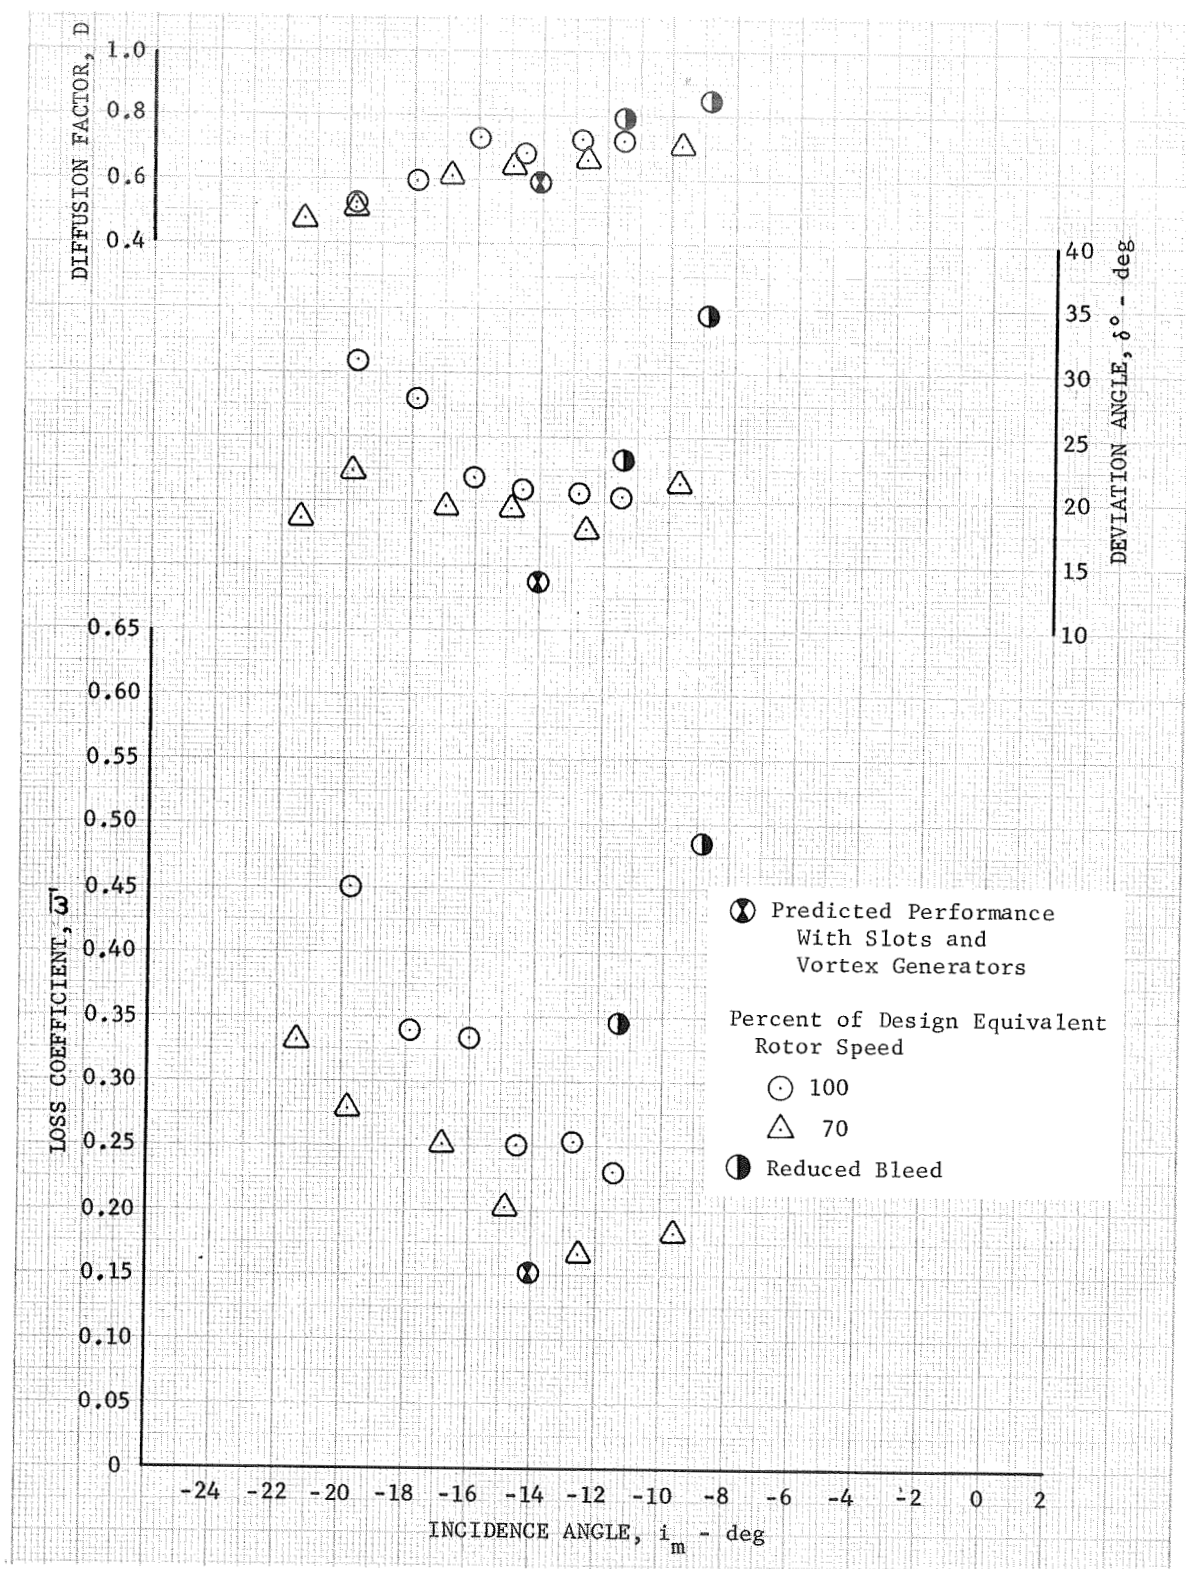 DIFFUSION FACTOR, D
1.0
0.8
0.6
0.4
40
35
30
25
20
15
10
DEVIATION ANGLE, δ° - deg
0.65
0.60
0.55
0.50
0.45
0.40
0.35
0.30
0.25
0.20
0.15
0.10
0.05
0
LOSS COEFFICIENT, ω̅'
Predicted Performance
With Slots and
Vortex Generators
Percent of Design Equivalent
Rotor Speed
100
70
Reduced Bleed
-24 -22 -20 -18 -16 -14 -12 -10 -8 -6 -4 -2 0 2
INCIDENCE ANGLE, i_m - deg